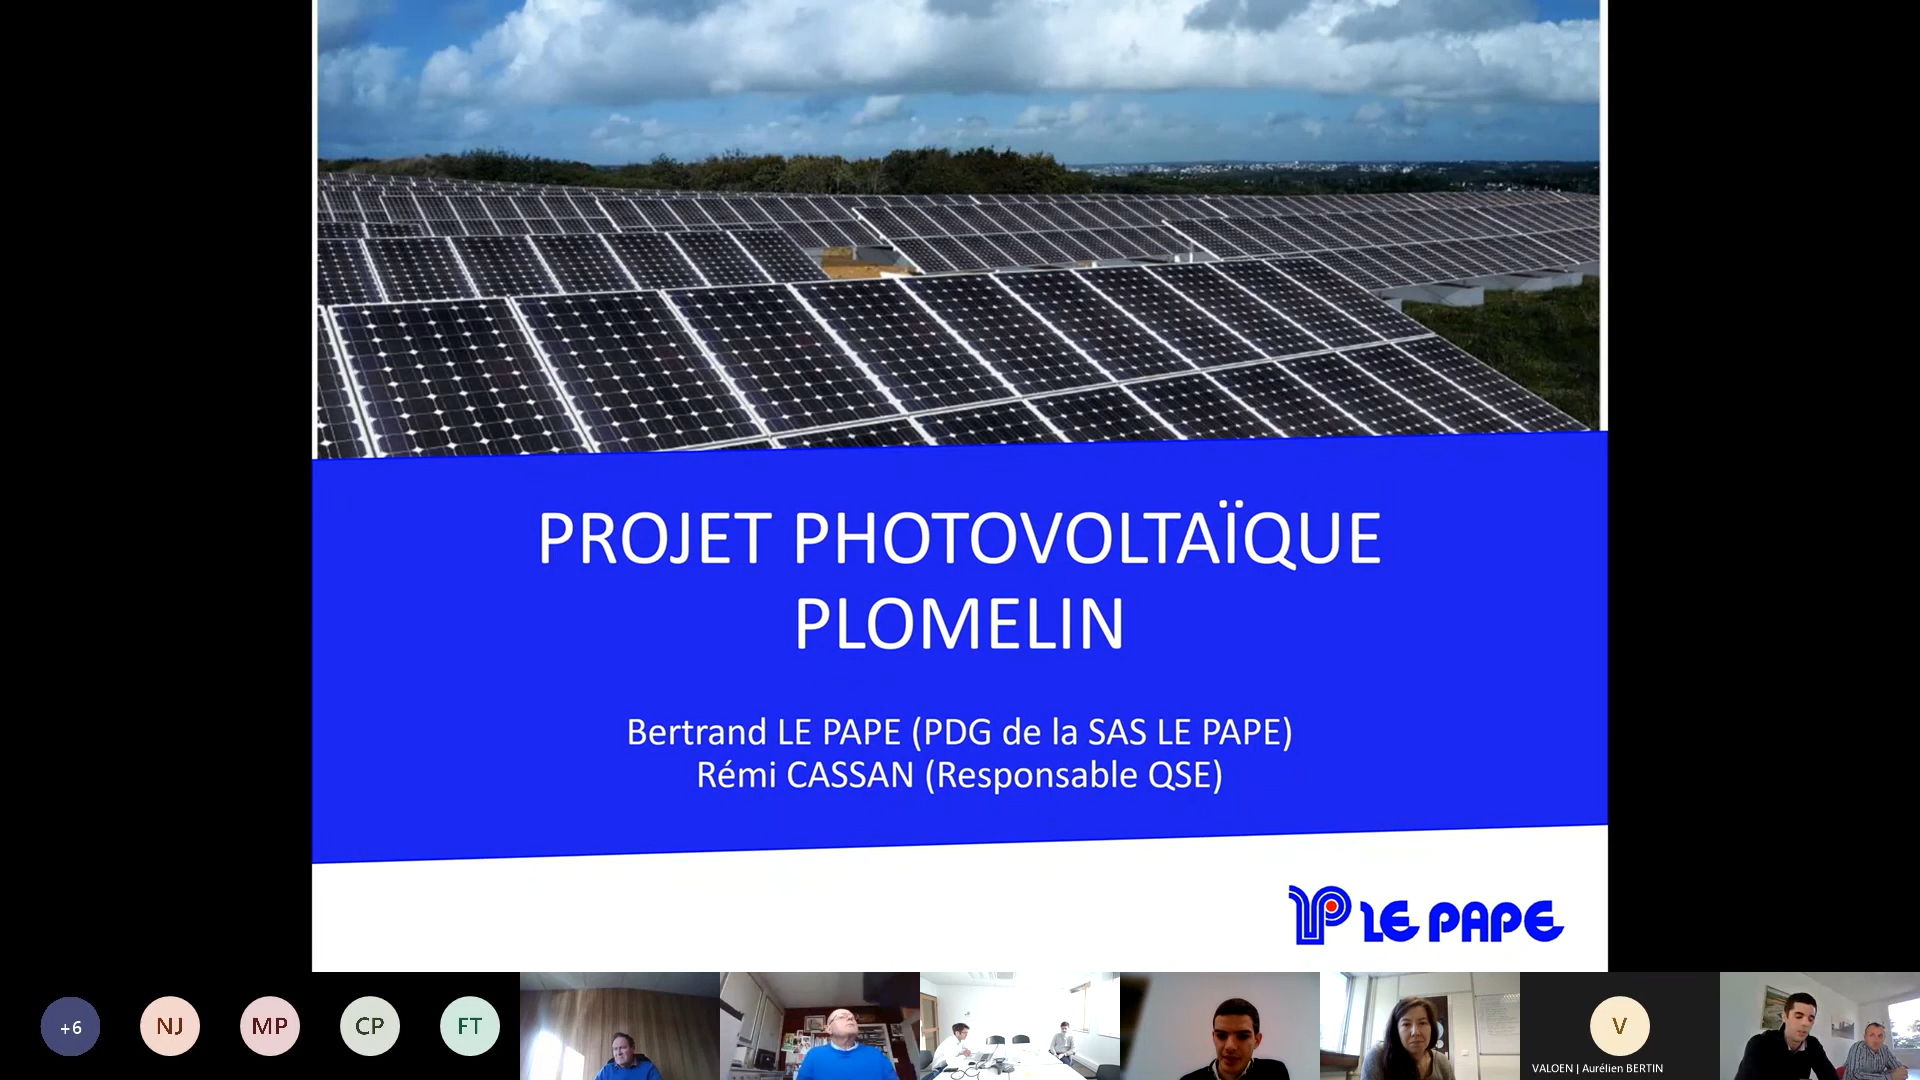 PROJET PHOTOVOLTAÏQUE
PLOMELIN
Bertrand LE PAPE (PDG de la SAS LE PAPE)
Rémi CASSAN (Responsable QSE)
LE PAPE
+6
NJ
MP
CP
FT
V
VALOEN | Aurélien BERTIN